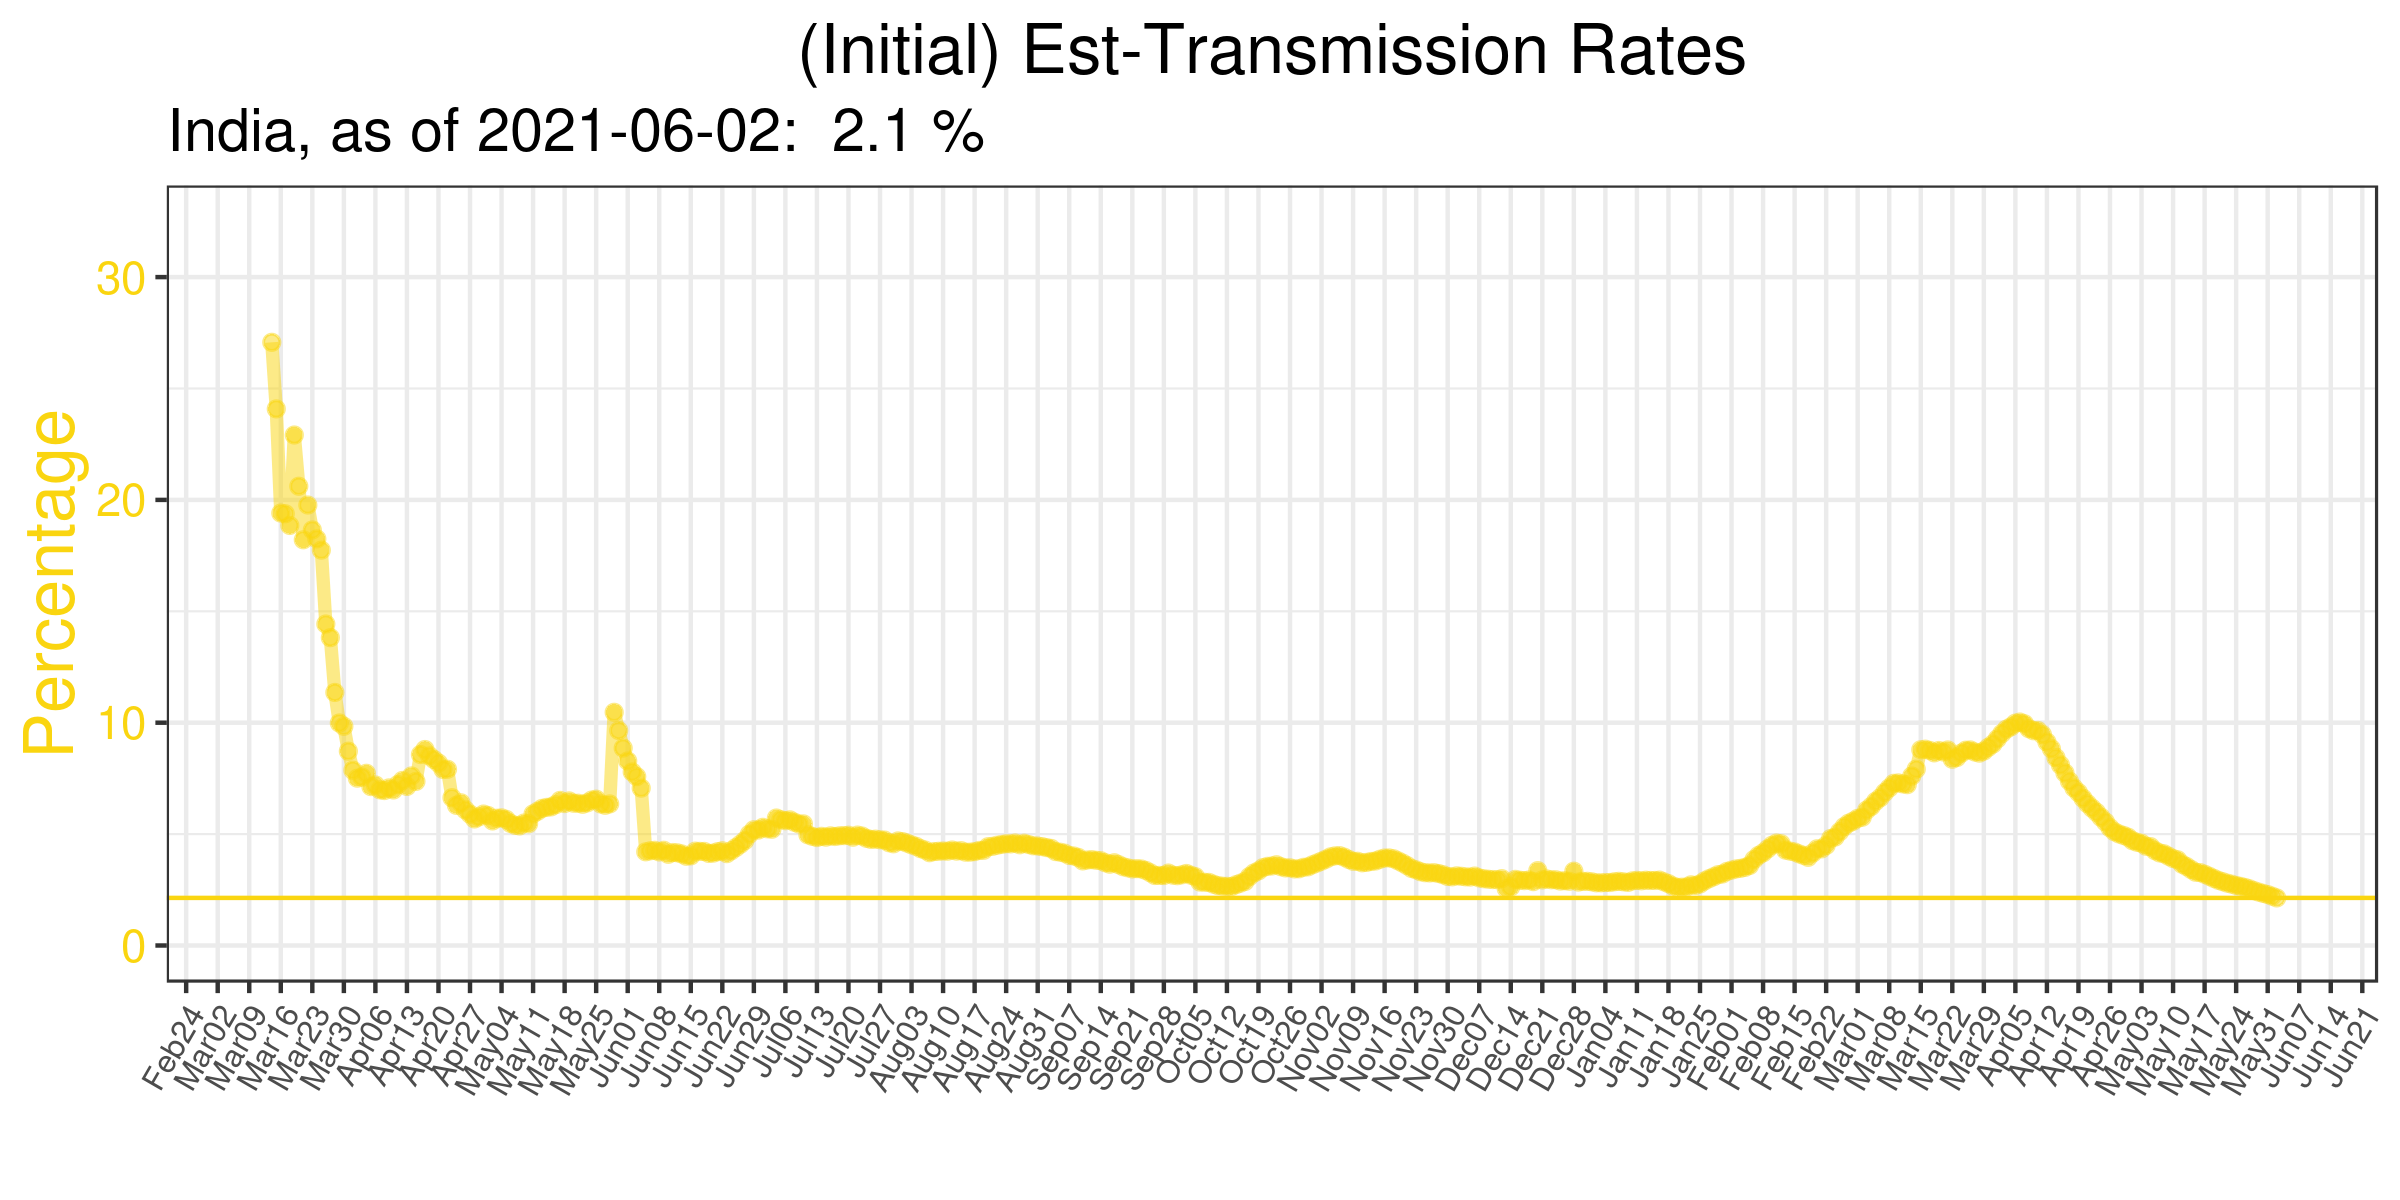 (Initial) Est-Transmission Rates
India, as of 2021-06-02:  2.1 %
Percentage
30
20
10
0
Feb24
Mar02
Mar09
Mar16
Mar23
Mar30
Apr06
Apr13
Apr20
Apr27
May04
May11
May18
May25
Jun01
Jun08
Jun15
Jun22
Jun29
Jul06
Jul13
Jul20
Jul27
Aug03
Aug10
Aug17
Aug24
Aug31
Sep07
Sep14
Sep21
Sep28
Oct05
Oct12
Oct19
Oct26
Nov02
Nov09
Nov16
Nov23
Nov30
Dec07
Dec14
Dec21
Dec28
Jan04
Jan11
Jan18
Jan25
Feb01
Feb08
Feb15
Feb22
Mar01
Mar08
Mar15
Mar22
Mar29
Apr05
Apr12
Apr19
Apr26
May03
May10
May17
May24
May31
Jun07
Jun14
Jun21